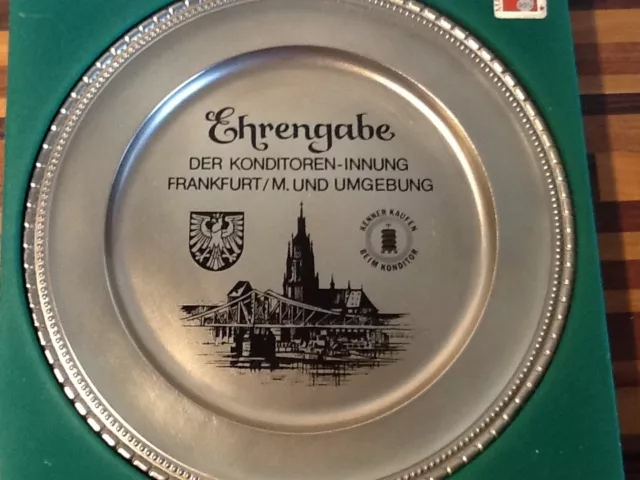 Ehrengabe
DER KONDITOREN-INNUNG
FRANKFURT/M. UND UMGEBUNG
KENNER KAUFEN
BEIM KONDITOR